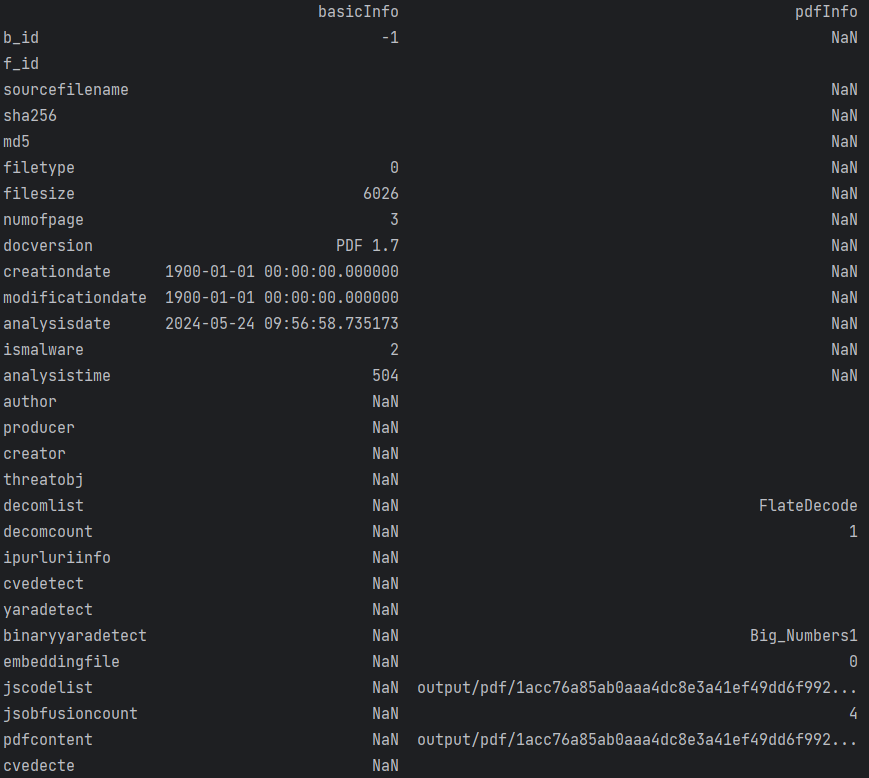 basicInfo pdfInfo
b_id -1 NaN
f_id
sourcefilename NaN
sha256 NaN
md5 NaN
filetype 0 NaN
filesize 6026 NaN
numofpage 3 NaN
docversion PDF 1.7 NaN
creationdate 1900-01-01 00:00:00.000000 NaN
modificationdate 1900-01-01 00:00:00.000000 NaN
analysisdate 2024-05-24 09:56:58.735173 NaN
ismalware 2 NaN
analysistime 504 NaN
author NaN
producer NaN
creator NaN
threatobj NaN
decomlist NaN FlateDecode
decomcount NaN 1
ipurluriinfo NaN
cvedetect NaN
yaradetect NaN
binaryyaradetect NaN Big_Numbers1
embeddingfile NaN 0
jscodelist NaN output/pdf/1acc76a85ab0aaa4dc8e3a41ef49dd6f992...
jsobfusioncount NaN 4
pdfcontent NaN output/pdf/1acc76a85ab0aaa4dc8e3a41ef49dd6f992...
cvedecte NaN